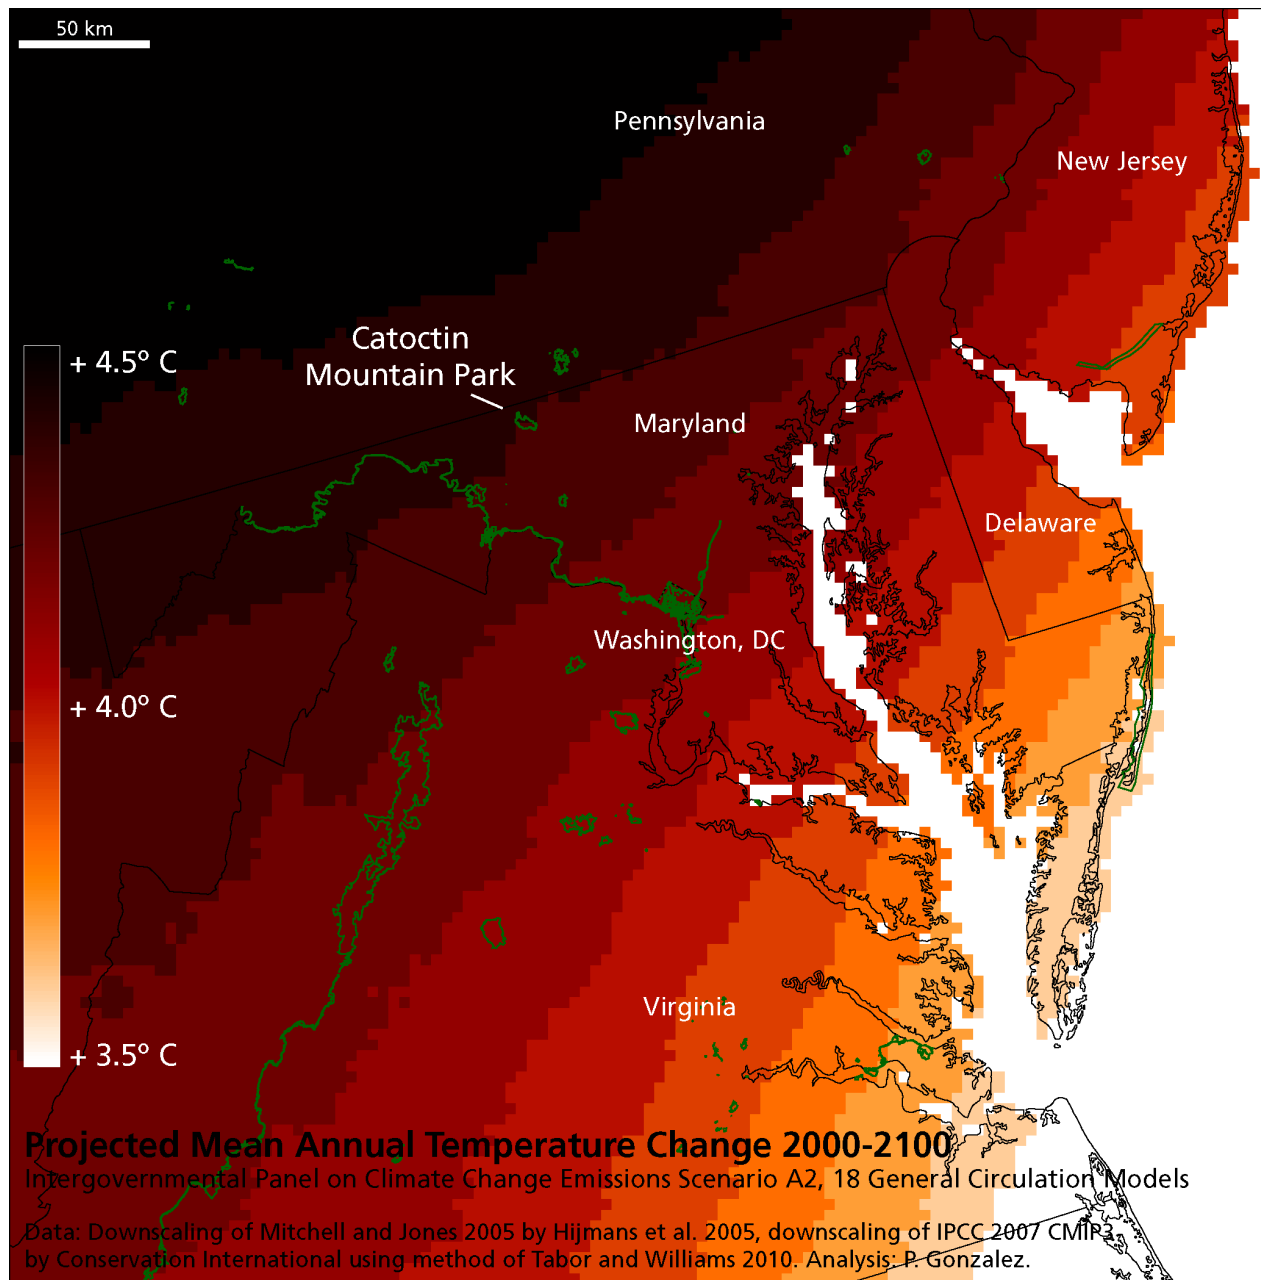 50 km
Pennsylvania
New Jersey
Catoctin
Mountain Park
+ 4.5º C
Maryland
Delaware
Washington, DC
+ 4.0º C
Virginia
+ 3.5º C
Projected Mean Annual Temperature Change 2000-2100
Intergovernmental Panel on Climate Change Emissions Scenario A2, 18 General Circulation Models
Data: Downscaling of Mitchell and Jones 2005 by Hijmans et al. 2005, downscaling of IPCC 2007 CMIP3
by Conservation International using method of Tabor and Williams 2010. Analysis: P. Gonzalez.